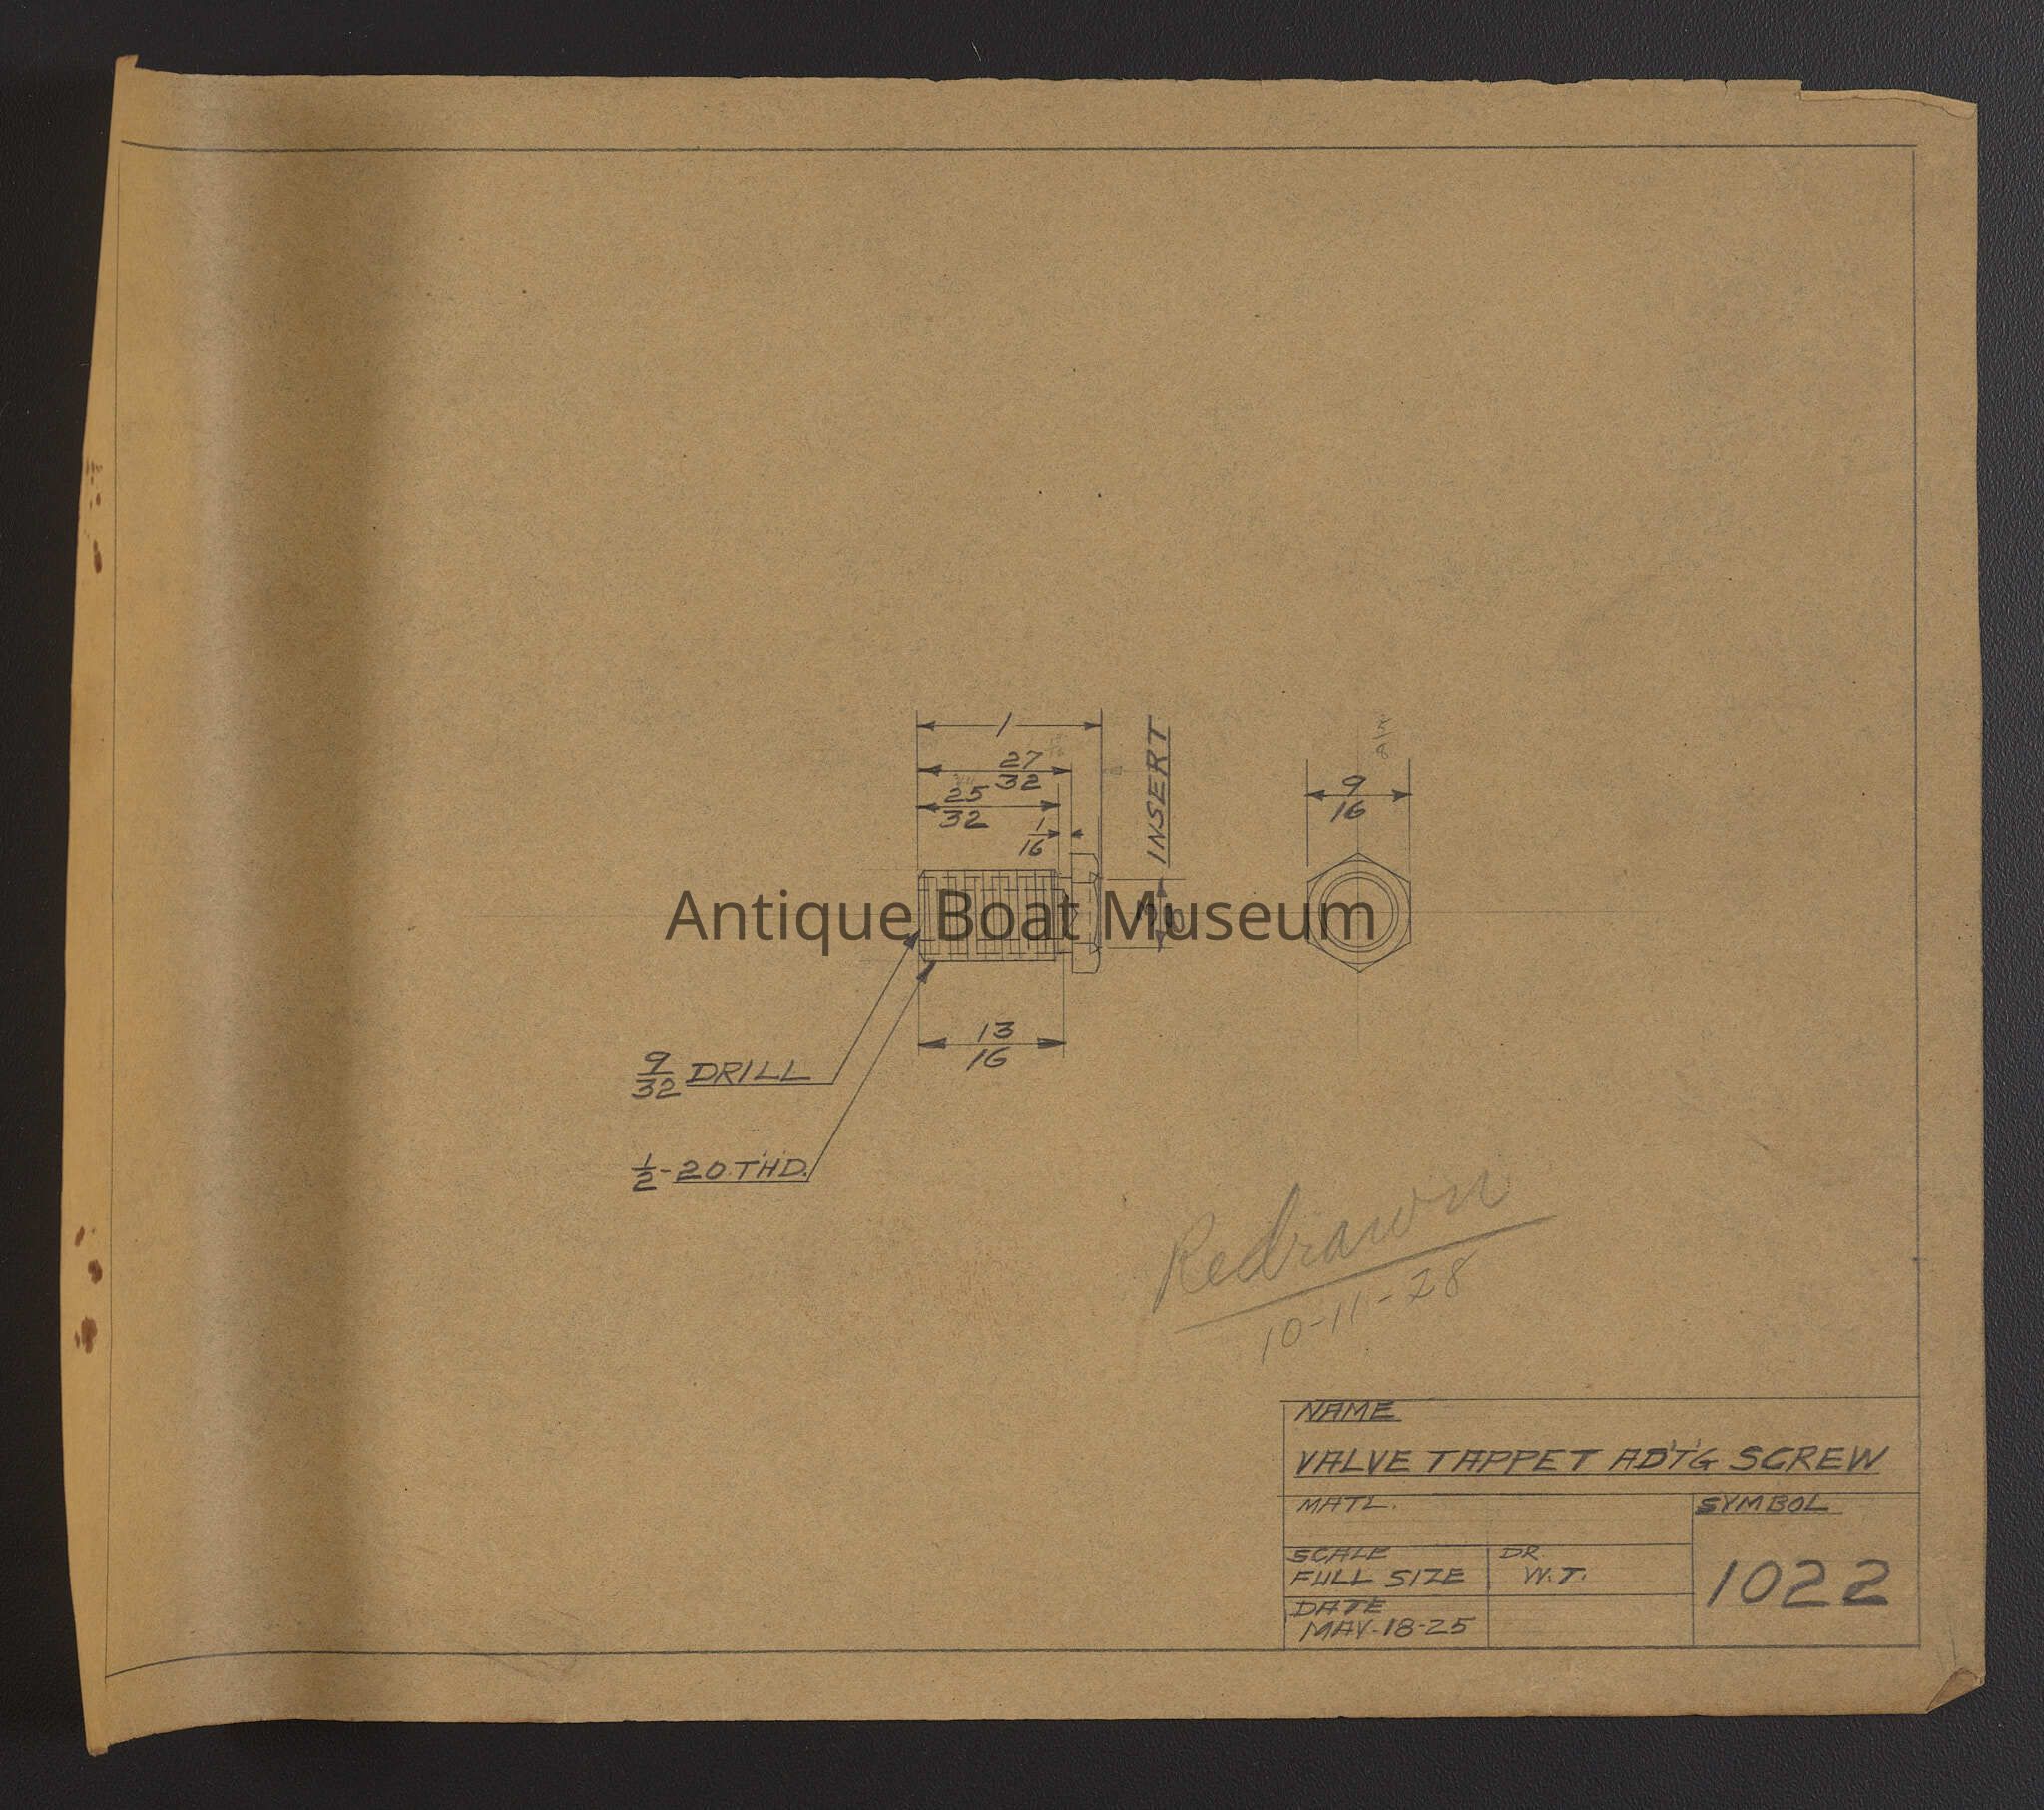 1
27
32
25
32
1
16
INSERT
9
16
Antique Boat Museum
13
16
9
32 DRILL
1
2 - 20 T'H'D.
Redrawn
10-11-28
NAME
VALVE TAPPET AD'T'G SCREW
MATL.
SYMBOL
SCALE
FULL SIZE
DR.
W.T.
1022
DATE
MAY-18-25